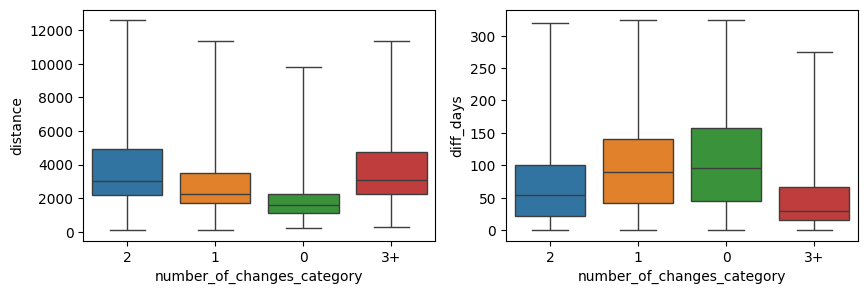 12000
10000
8000
6000
4000
2000
0
distance
2 1 0 3+
number_of_changes_category
300
250
200
150
100
50
0
diff_days
2 1 0 3+
number_of_changes_category